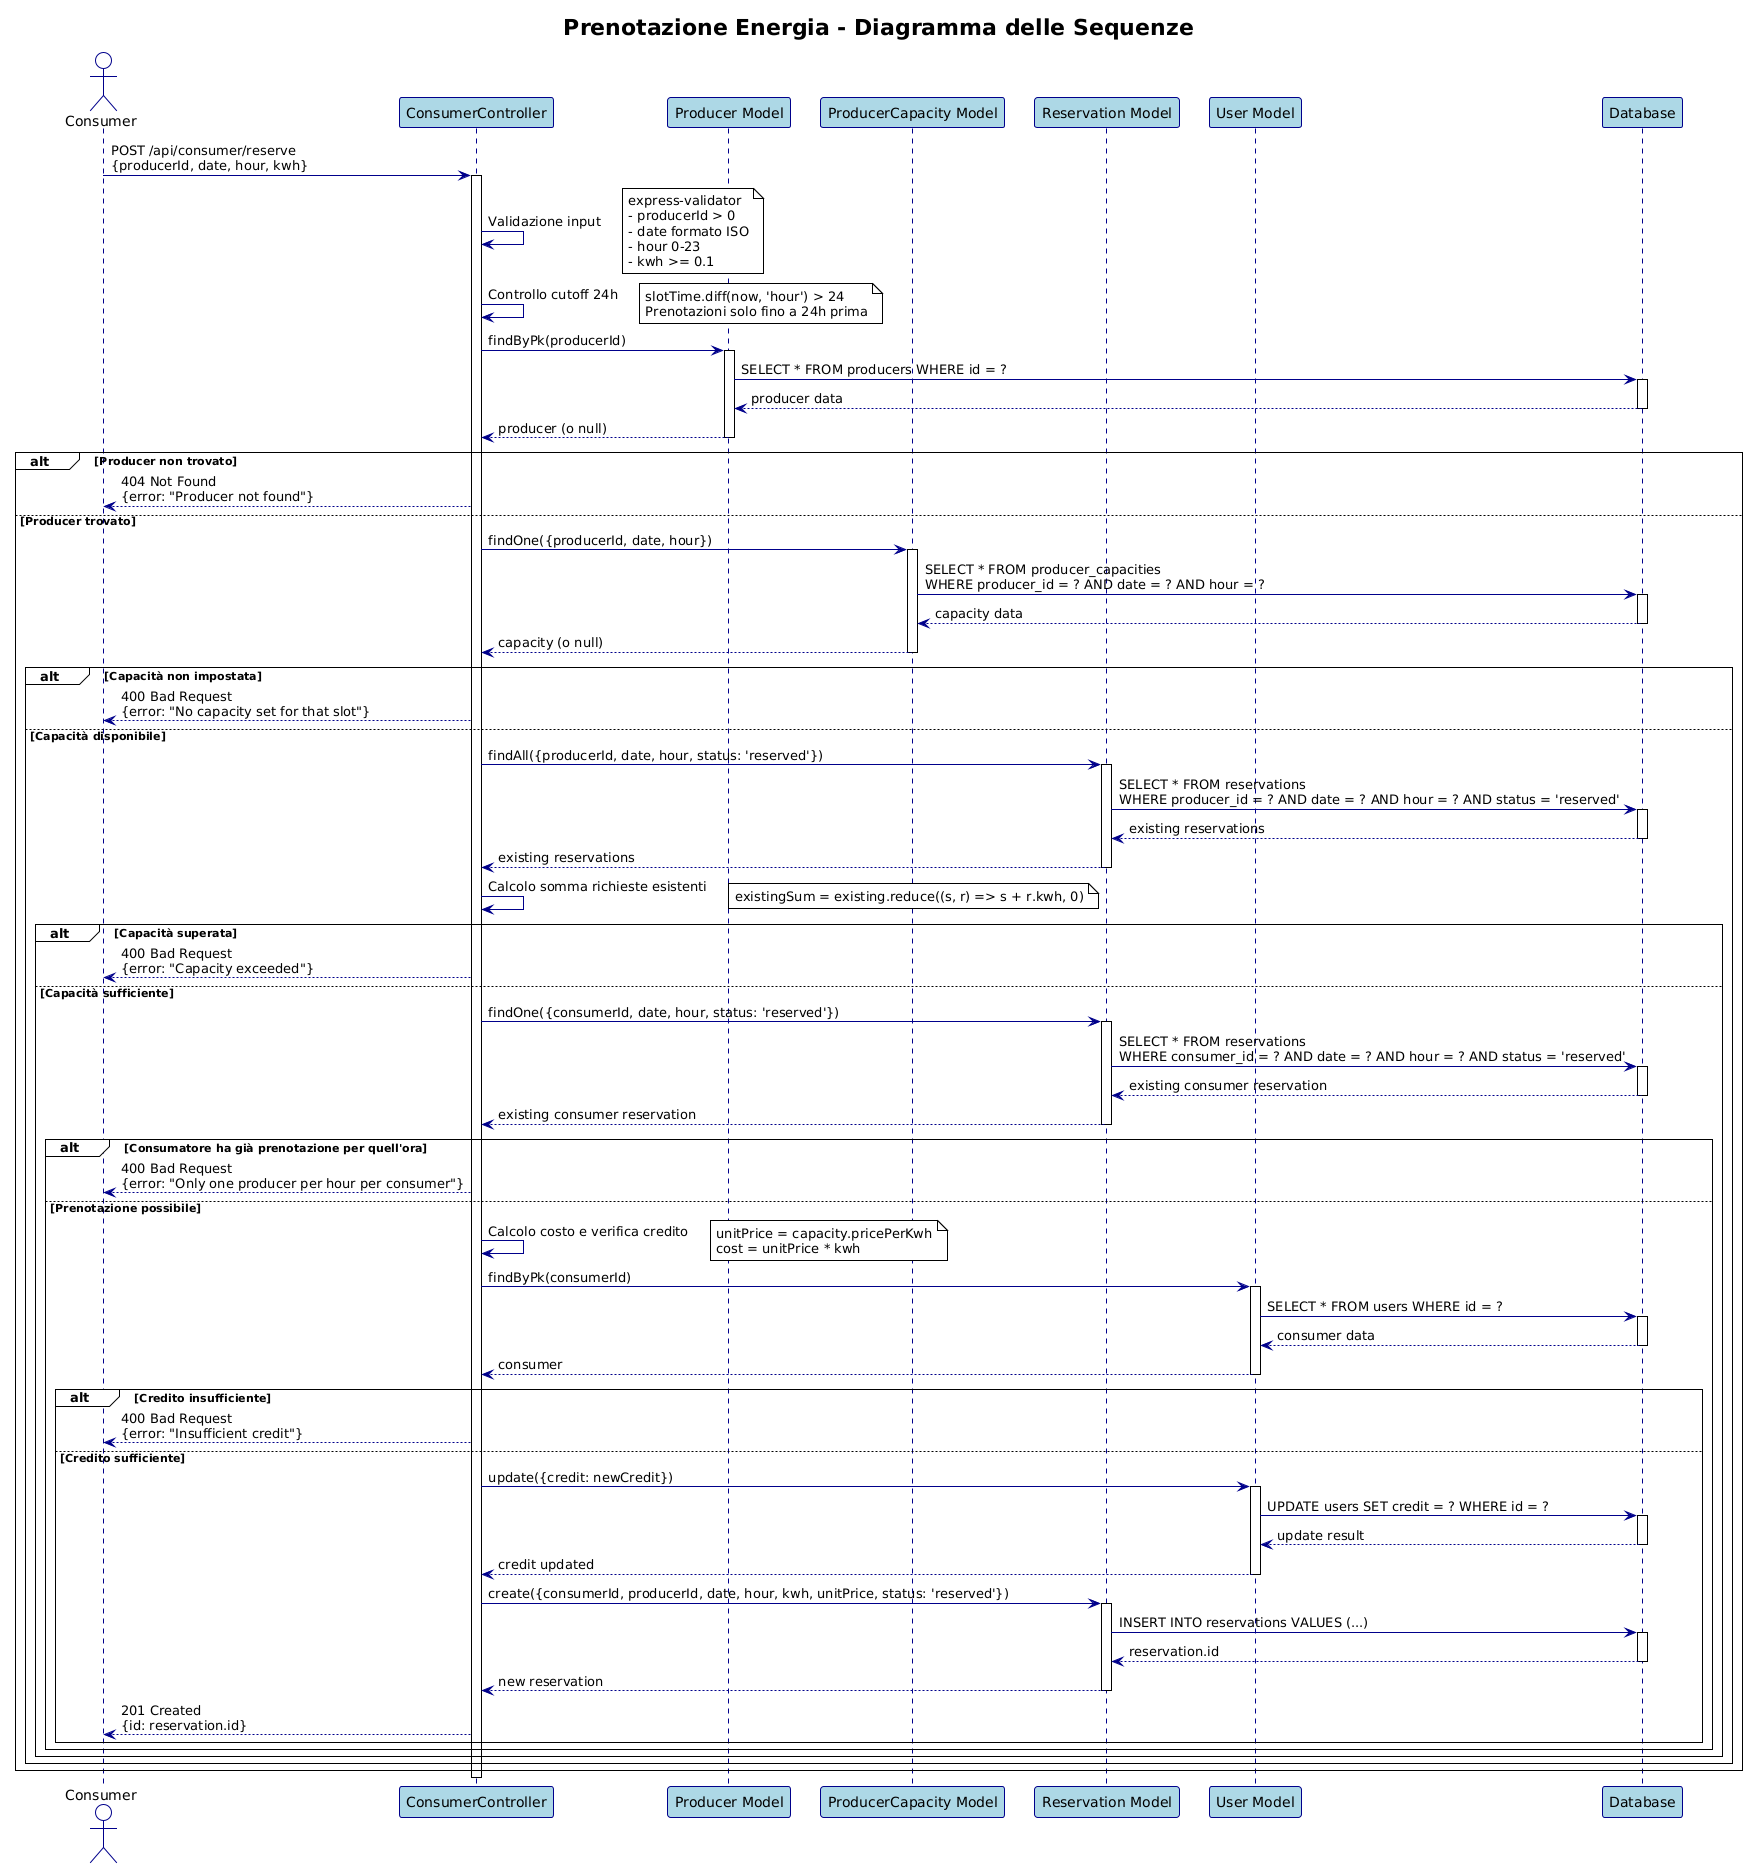 Prenotazione Energia - Diagramma delle Sequenze
Consumer
ConsumerController
Producer Model
ProducerCapacity Model
Reservation Model
User Model
Database
POST /api/consumer/reserve
{producerId, date, hour, kwh}
Validazione input
express-validator
- producerId > 0
- date formato ISO
- hour 0-23
- kwh >= 0.1
Controllo cutoff 24h
slotTime.diff(now, 'hour') > 24
Prenotazioni solo fino a 24h prima
findByPk(producerId)
SELECT * FROM producers WHERE id = ?
producer data
producer (o null)
alt
[Producer non trovato]
404 Not Found
{error: "Producer not found"}
[Producer trovato]
findOne({producerId, date, hour})
SELECT * FROM producer_capacities
WHERE producer_id = ? AND date = ? AND hour = ?
capacity data
capacity (o null)
alt
[Capacità non impostata]
400 Bad Request
{error: "No capacity set for that slot"}
[Capacità disponibile]
findAll({producerId, date, hour, status: 'reserved'})
SELECT * FROM reservations
WHERE producer_id = ? AND date = ? AND hour = ? AND status = 'reserved'
existing reservations
existing reservations
Calcolo somma richieste esistenti
existingSum = existing.reduce((s, r) => s + r.kwh, 0)
alt
[Capacità superata]
400 Bad Request
{error: "Capacity exceeded"}
[Capacità sufficiente]
findOne({consumerId, date, hour, status: 'reserved'})
SELECT * FROM reservations
WHERE consumer_id = ? AND date = ? AND hour = ? AND status = 'reserved'
existing consumer reservation
existing consumer reservation
alt
[Consumatore ha già prenotazione per quell'ora]
400 Bad Request
{error: "Only one producer per hour per consumer"}
[Prenotazione possibile]
Calcolo costo e verifica credito
unitPrice = capacity.pricePerKwh
cost = unitPrice * kwh
findByPk(consumerId)
SELECT * FROM users WHERE id = ?
consumer data
consumer
alt
[Credito insufficiente]
400 Bad Request
{error: "Insufficient credit"}
[Credito sufficiente]
update({credit: newCredit})
UPDATE users SET credit = ? WHERE id = ?
update result
credit updated
create({consumerId, producerId, date, hour, kwh, unitPrice, status: 'reserved'})
INSERT INTO reservations VALUES (...)
reservation.id
new reservation
201 Created
{id: reservation.id}
Consumer
ConsumerController
Producer Model
ProducerCapacity Model
Reservation Model
User Model
Database